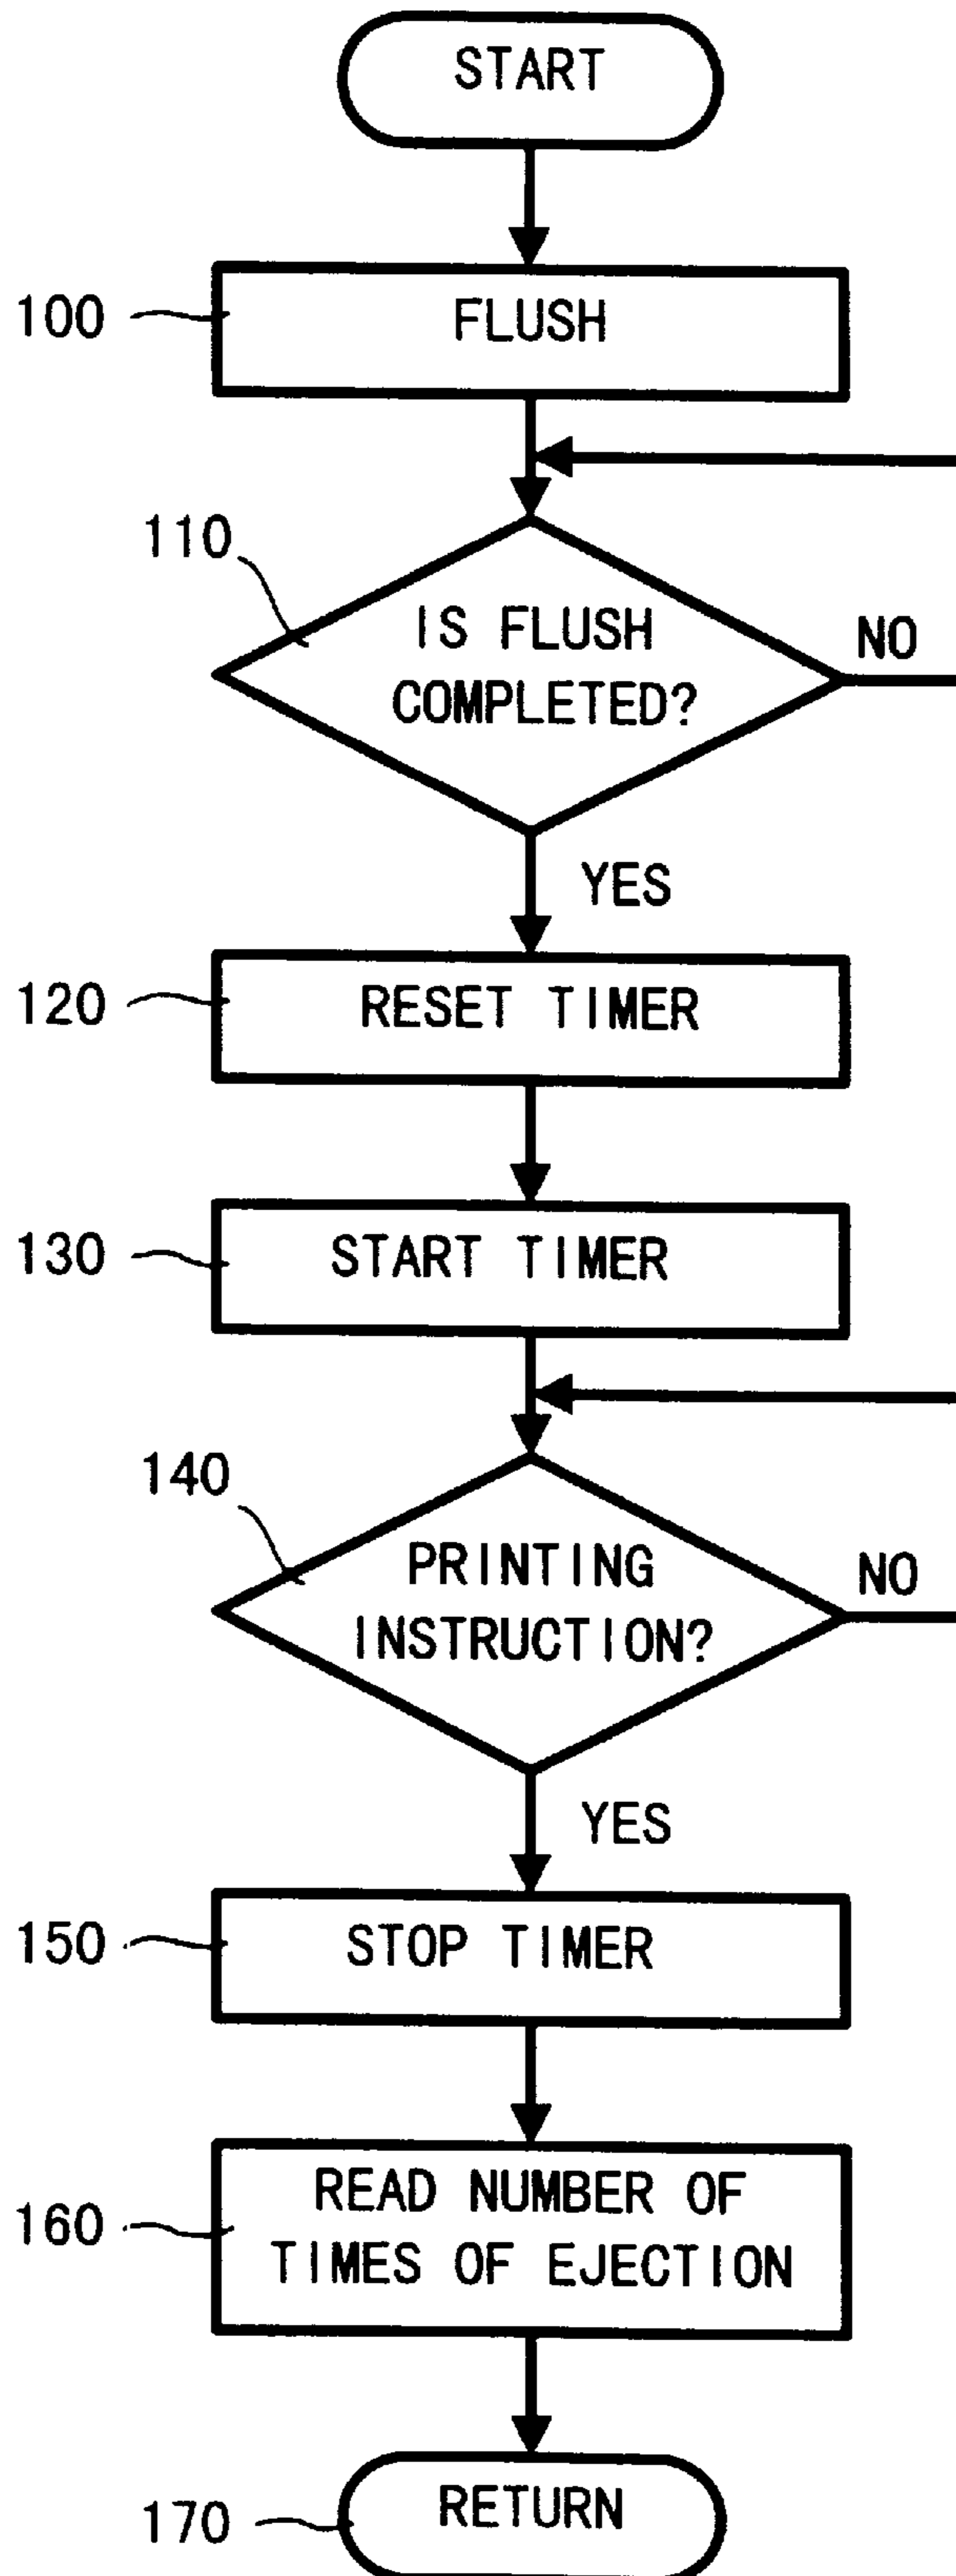 START
100
FLUSH
110
IS FLUSH
COMPLETED?
NO
YES
120
RESET TIMER
130
START TIMER
140
PRINTING
INSTRUCTION?
NO
YES
150
STOP TIMER
160
READ NUMBER OF
TIMES OF EJECTION
170
RETURN